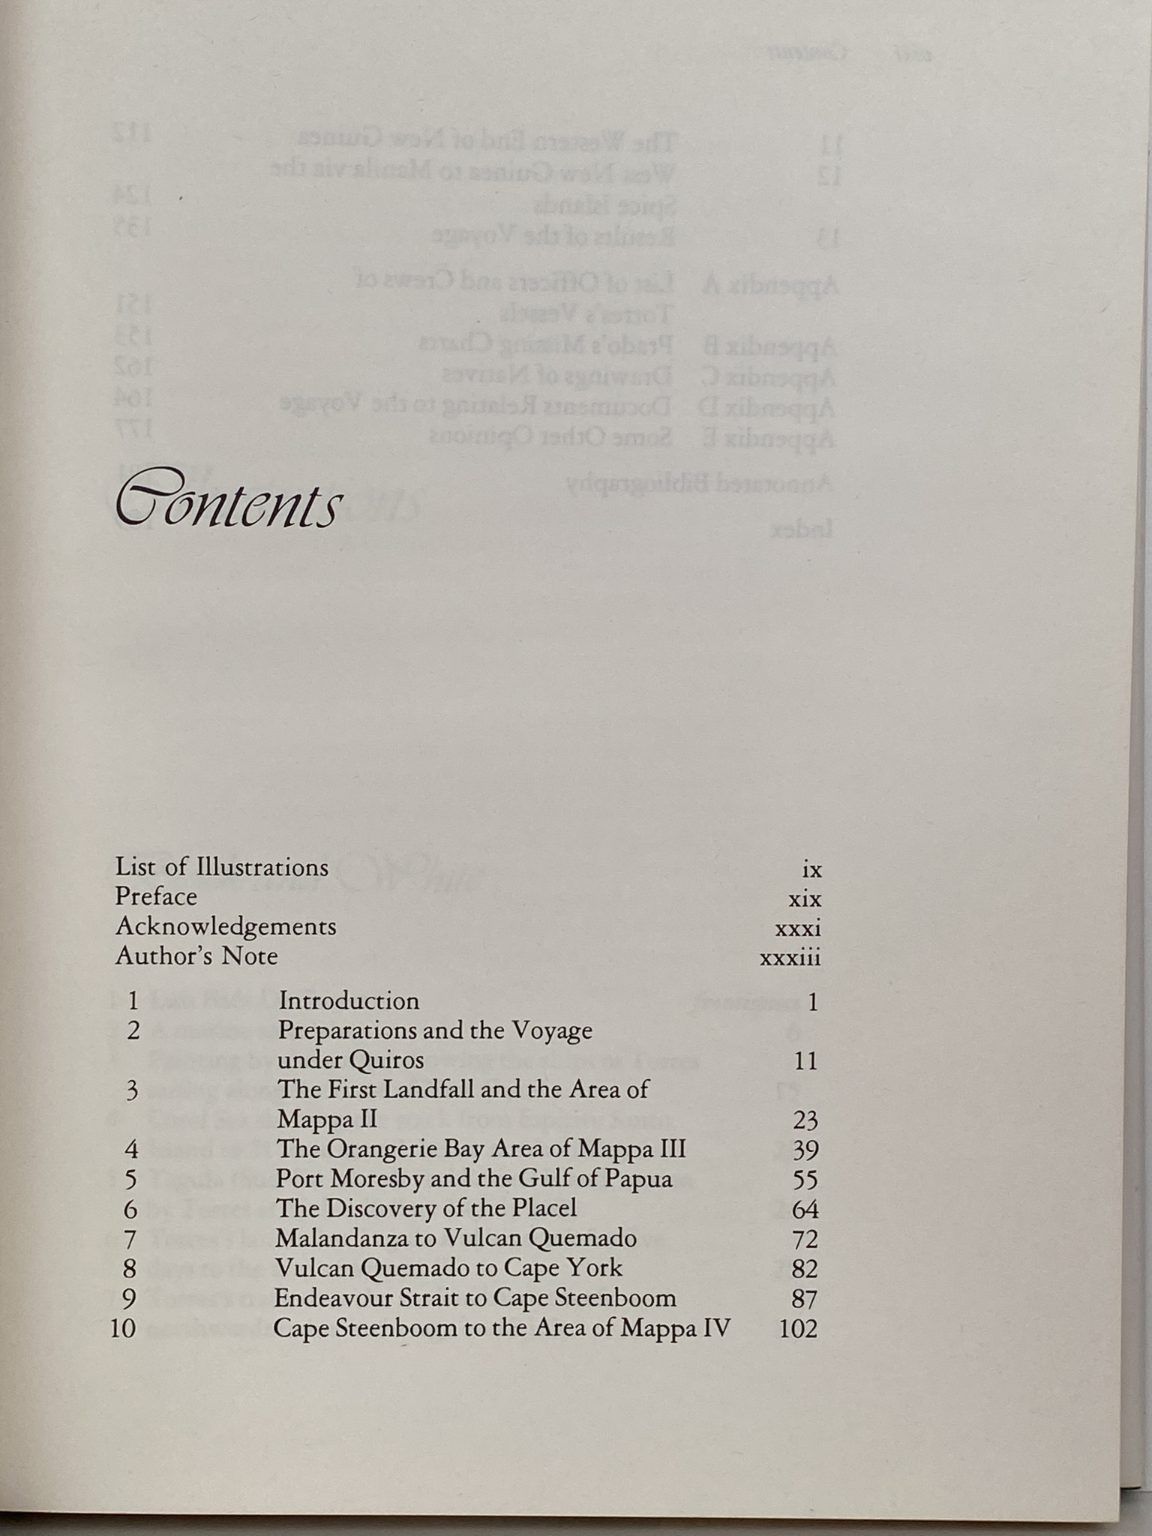 Contents
List of Illustrations ix
Preface xix
Acknowledgements xxxi
Author's Note xxxiii
1 Introduction 1
2 Preparations and the Voyage
under Quiros 11
3 The First Landfall and the Area of
Mappa II 23
4 The Orangerie Bay Area of Mappa III 39
5 Port Moresby and the Gulf of Papua 55
6 The Discovery of the Placel 64
7 Malandanza to Vulcan Quemado 72
8 Vulcan Quemado to Cape York 82
9 Endeavour Strait to Cape Steenboom 87
10 Cape Steenboom to the Area of Mappa IV 102